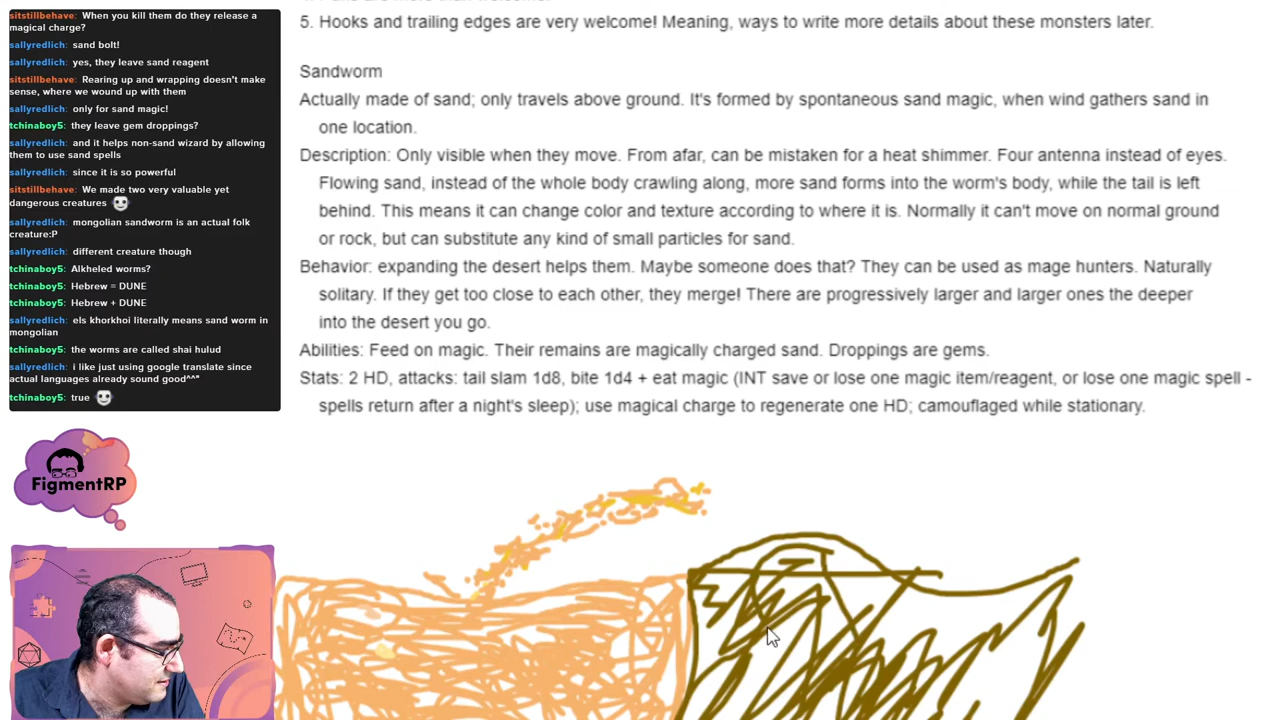 sitstillbehave: When you kill them do they release a
magical charge?
sallyredlich: sand bolt!
sallyredlich: yes, they leave sand reagent
sitstillbehave: Rearing up and wrapping doesn't make
sense, where we wound up with them
sallyredlich: only for sand magic!
tchinaboy5: they leave gem droppings?
sallyredlich: and it helps non-sand wizard by allowing
them to use sand spells
sallyredlich: since it is so powerful
sitstillbehave: We made two very valuable yet
dangerous creatures
sallyredlich: mongolian sandworm is an actual folk
creature:P
sallyredlich: different creature though
tchinaboy5: Alkheled worms?
tchinaboy5: Hebrew = DUNE
tchinaboy5: Hebrew + DUNE
sallyredlich: els khorkhoi literally means sand worm in
mongolian
tchinaboy5: the worms are called shai hulud
sallyredlich: i like just using google translate since
actual languages already sound good^^"
tchinaboy5: true
FigmentRP
5. Hooks and trailing edges are very welcome! Meaning, ways to write more details about these monsters later.
Sandworm
Actually made of sand; only travels above ground. It's formed by spontaneous sand magic, when wind gathers sand in
one location.
Description: Only visible when they move. From afar, can be mistaken for a heat shimmer. Four antenna instead of eyes.
Flowing sand, instead of the whole body crawling along, more sand forms into the worm's body, while the tail is left
behind. This means it can change color and texture according to where it is. Normally it can't move on normal ground
or rock, but can substitute any kind of small particles for sand.
Behavior: expanding the desert helps them. Maybe someone does that? They can be used as mage hunters. Naturally
solitary. If they get too close to each other, they merge! There are progressively larger and larger ones the deeper
into the desert you go.
Abilities: Feed on magic. Their remains are magically charged sand. Droppings are gems.
Stats: 2 HD, attacks: tail slam 1d8, bite 1d4 + eat magic (INT save or lose one magic item/reagent, or lose one magic spell -
spells return after a night's sleep); use magical charge to regenerate one HD; camouflaged while stationary.